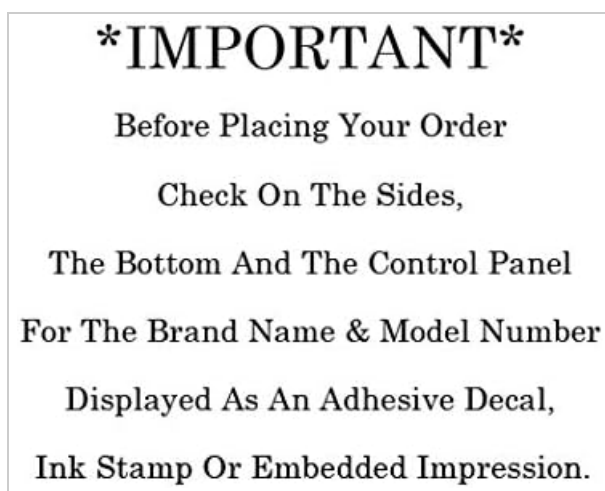 *IMPORTANT*
Before Placing Your Order
Check On The Sides,
The Bottom And The Control Panel
For The Brand Name & Model Number
Displayed As An Adhesive Decal,
Ink Stamp Or Embedded Impression.